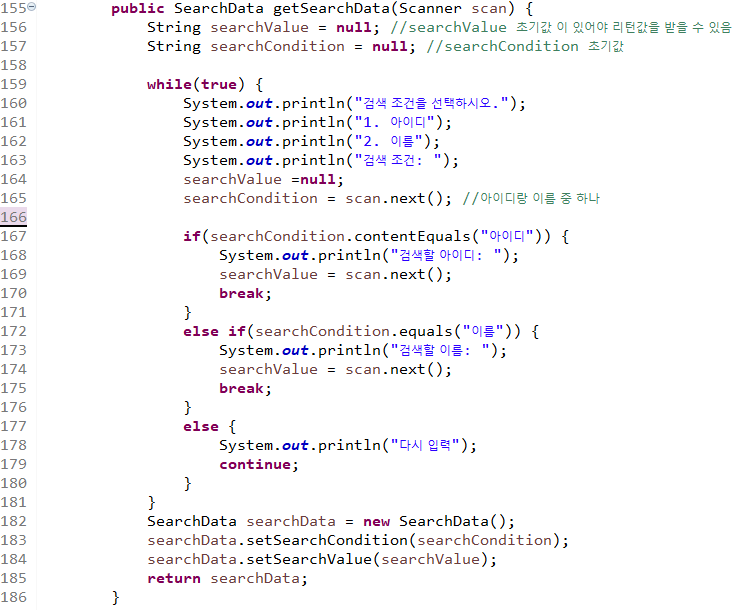 155 public SearchData getSearchData(Scanner scan) {
156 String searchValue = null; //searchValue 초기값 이 있어야 리턴값을 받을 수 있음
157 String searchCondition = null; //searchCondition 초기값
158
159 while(true) {
160 System.out.println("검색 조건을 선택하시오.");
161 System.out.println("1. 아이디");
162 System.out.println("2. 이름");
163 System.out.println("검색 조건: ");
164 searchValue =null;
165 searchCondition = scan.next(); //아이디랑 이름 중 하나
166
167 if(searchCondition.contentEquals("아이디")) {
168 System.out.println("검색할 아이디: ");
169 searchValue = scan.next();
170 break;
171 }
172 else if(searchCondition.equals("이름")) {
173 System.out.println("검색할 이름: ");
174 searchValue = scan.next();
175 break;
176 }
177 else {
178 System.out.println("다시 입력");
179 continue;
180 }
181 }
182 SearchData searchData = new SearchData();
183 searchData.setSearchCondition(searchCondition);
184 searchData.setSearchValue(searchValue);
185 return searchData;
186 }